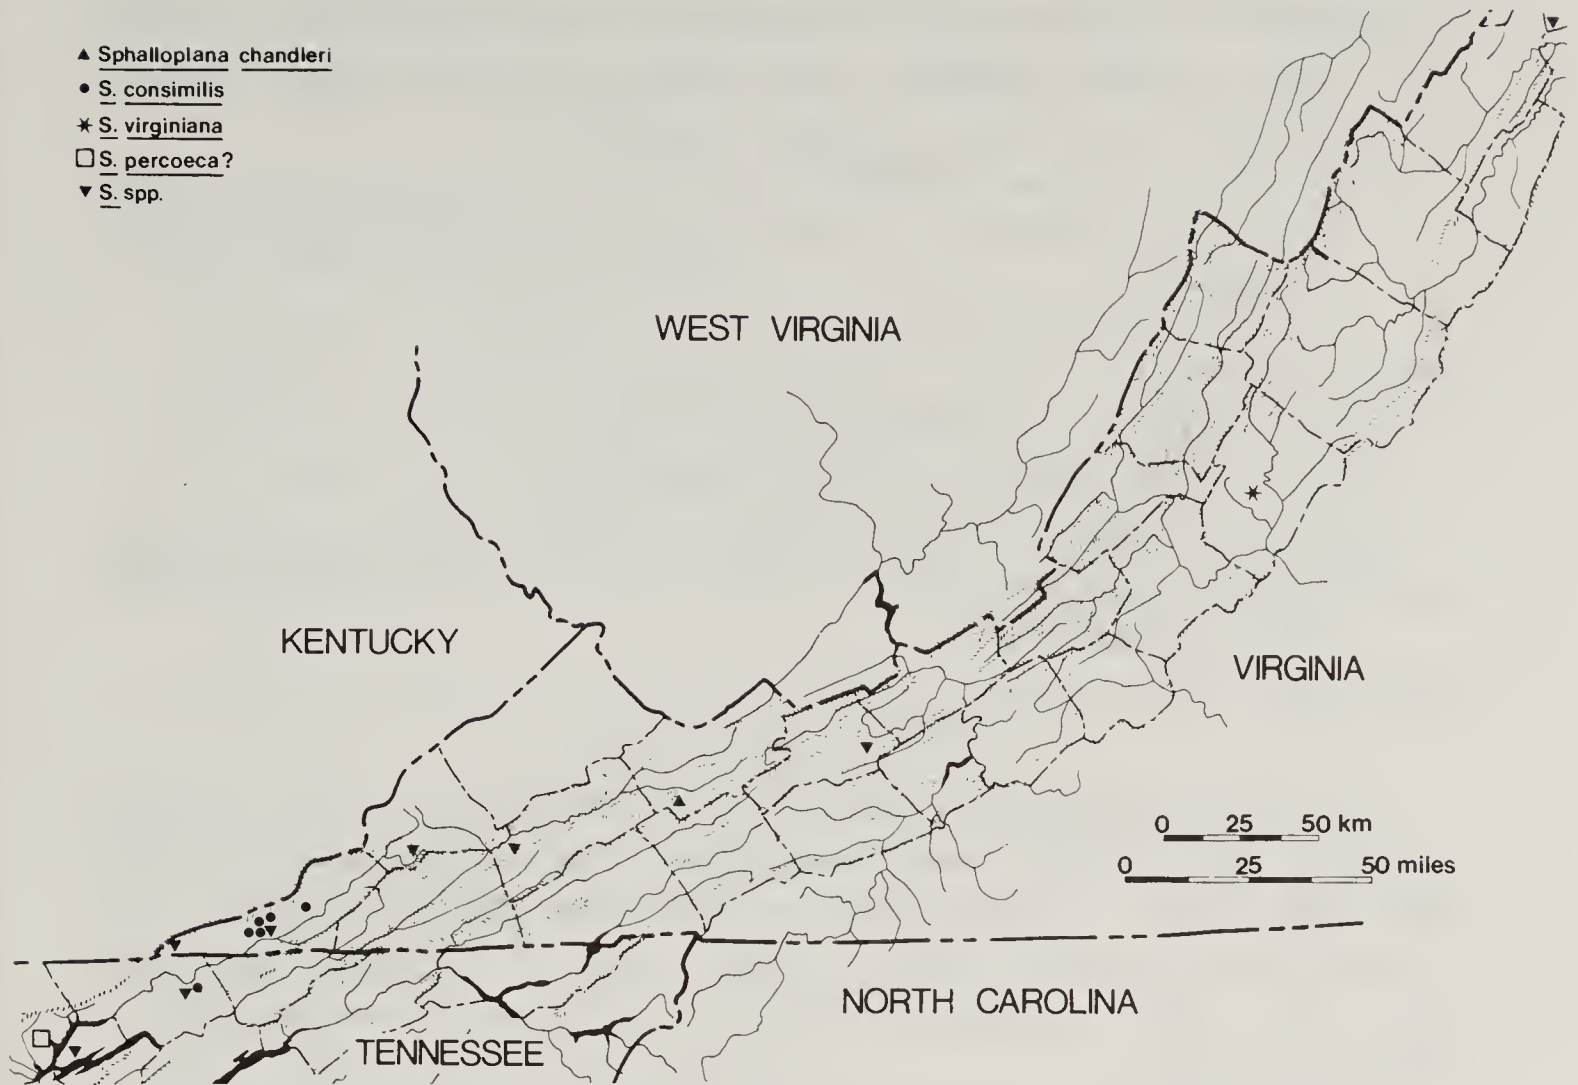 ▲ Sphalloplana chandleri
● S. consimilis
✶ S. virginiana
□ S. percoeca?
▼ S. spp.
WEST VIRGINIA
KENTUCKY
VIRGINIA
0 25 50 km
0 25 50 miles
NORTH CAROLINA
TENNESSEE